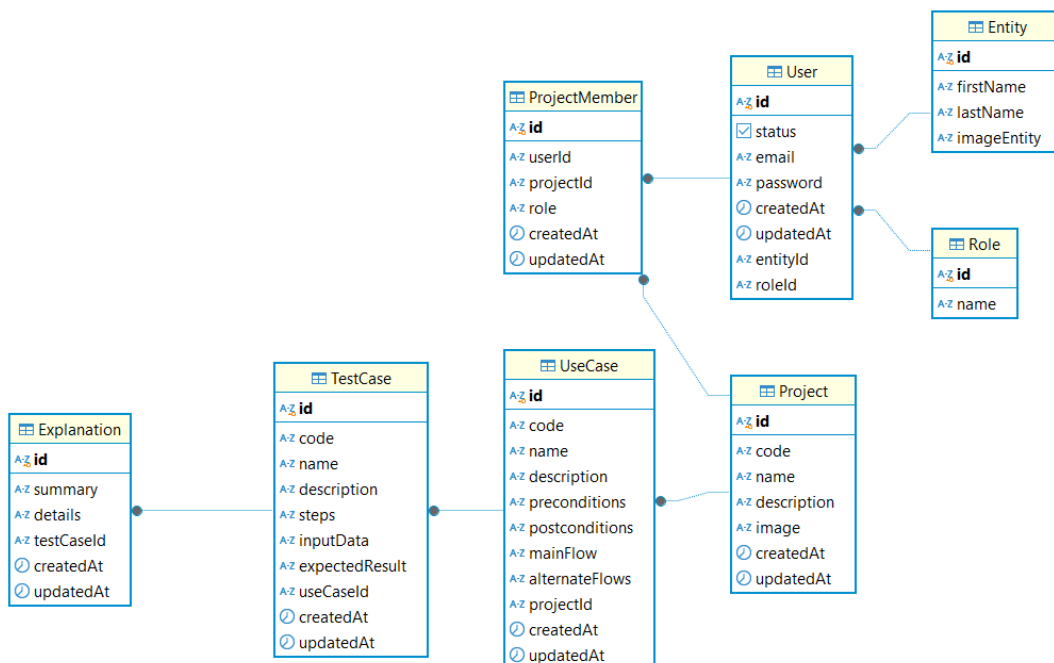 Entity
id
firstName
lastName
imageEntity
User
id
status
email
password
createdAt
updatedAt
entityId
roleId
ProjectMember
id
userId
projectId
role
createdAt
updatedAt
Role
id
name
Project
id
code
name
description
image
createdAt
updatedAt
UseCase
id
code
name
description
preconditions
postconditions
mainFlow
alternateFlows
projectId
createdAt
updatedAt
TestCase
id
code
name
description
steps
inputData
expectedResult
useCaseId
createdAt
updatedAt
Explanation
id
summary
details
testCaseId
createdAt
updatedAt